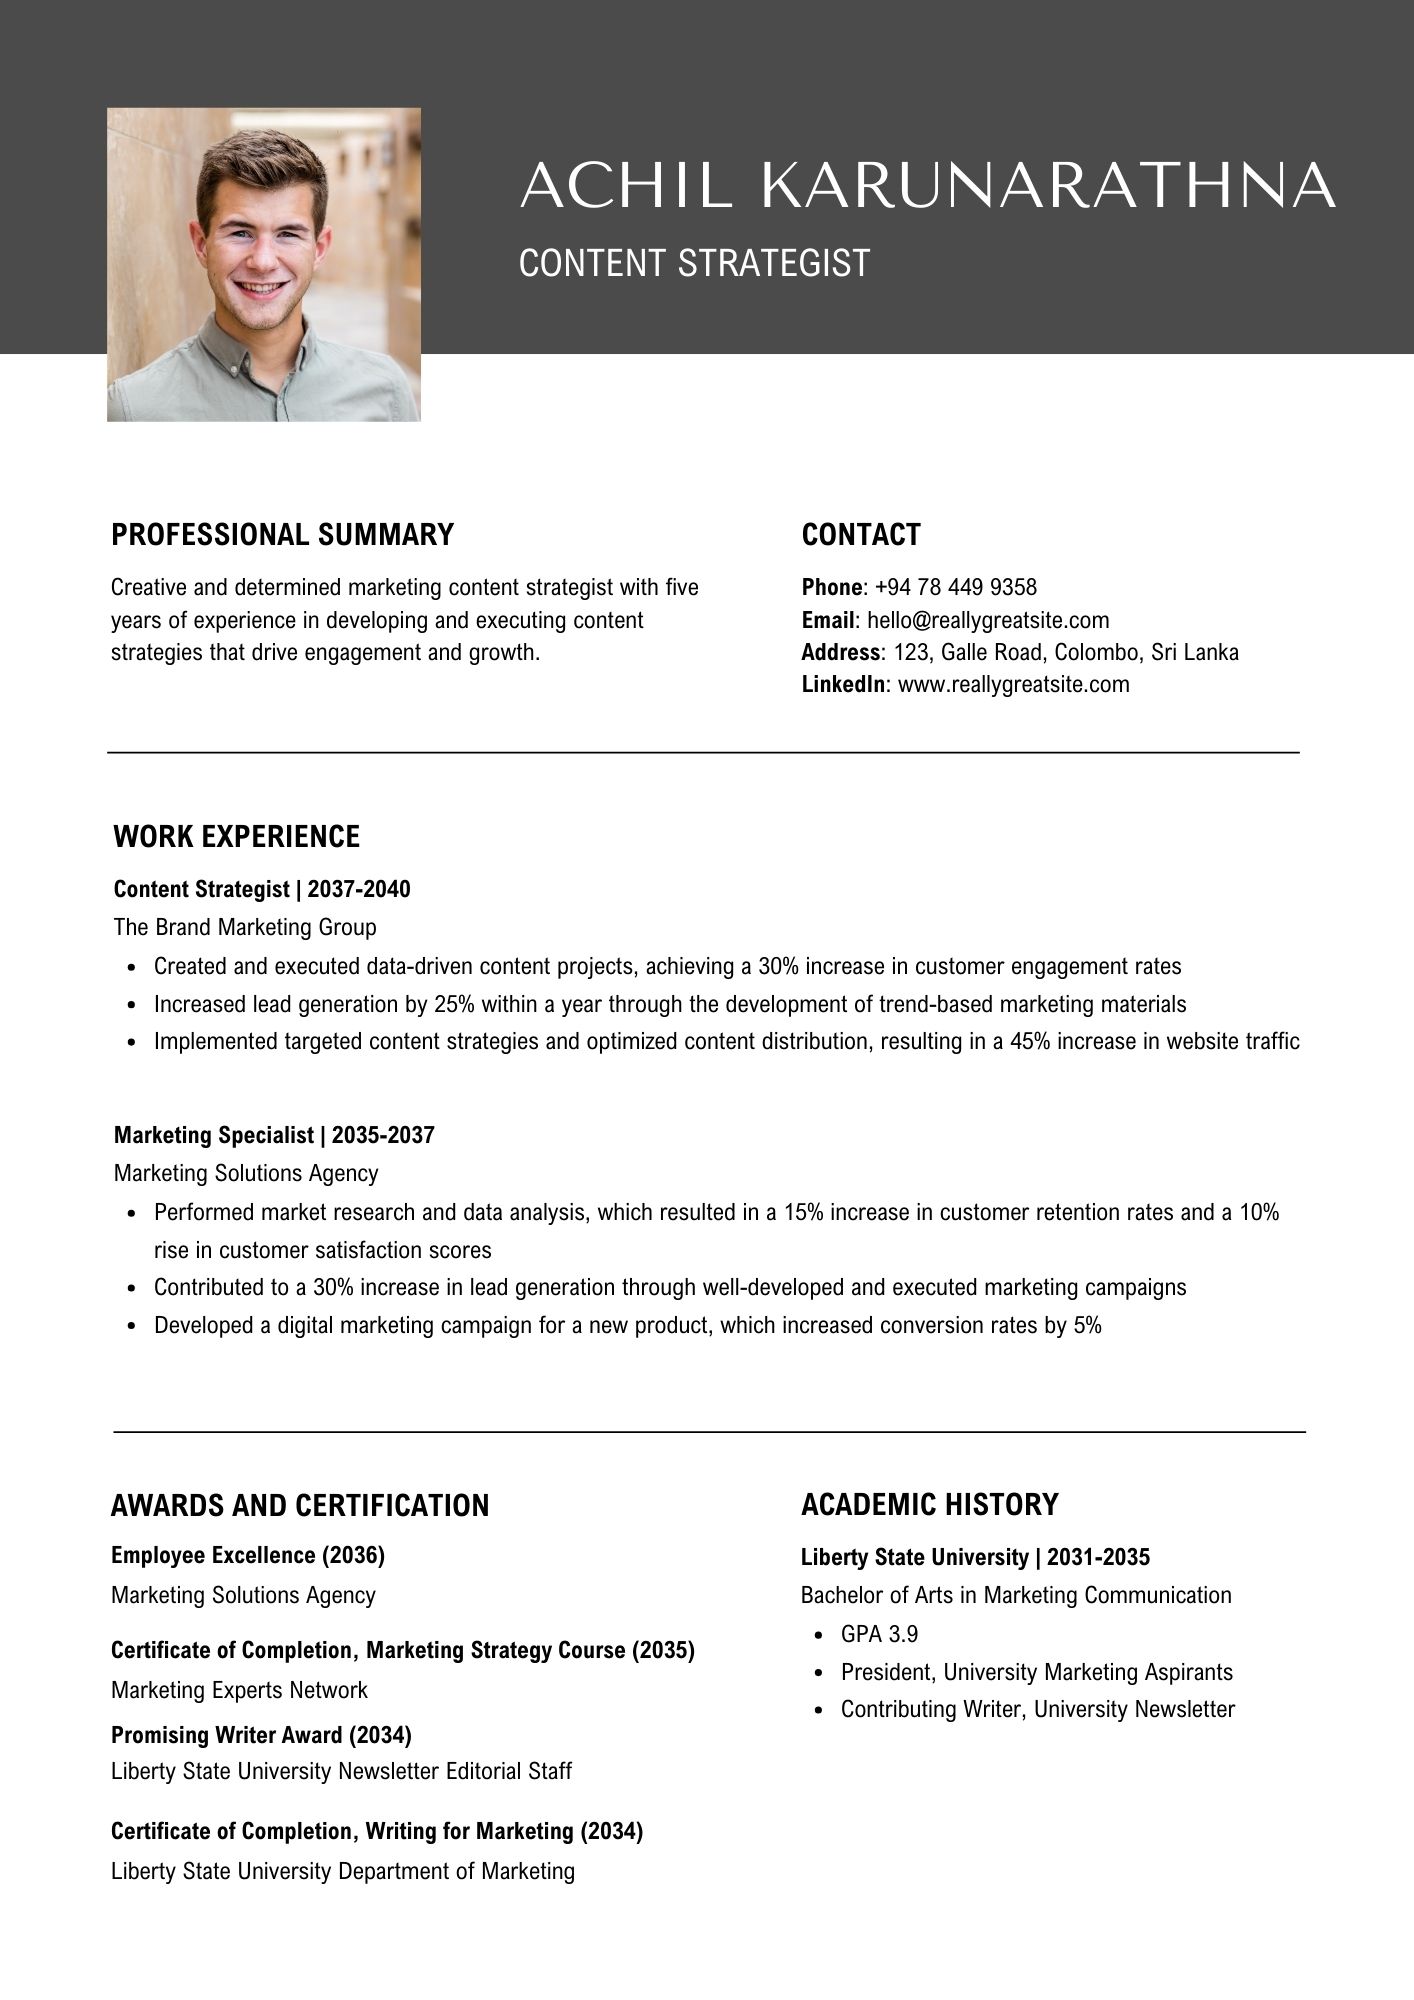 ACHIL KARUNARATHNA
CONTENT STRATEGIST
PROFESSIONAL SUMMARY
Creative and determined marketing content strategist with five
years of experience in developing and executing content
strategies that drive engagement and growth.
CONTACT
Phone: +94 78 449 9358
Email: hello@reallygreatsite.com
Address: 123, Galle Road, Colombo, Sri Lanka
LinkedIn: www.reallygreatsite.com
WORK EXPERIENCE
Content Strategist | 2037-2040
The Brand Marketing Group
• Created and executed data-driven content projects, achieving a 30% increase in customer engagement rates
• Increased lead generation by 25% within a year through the development of trend-based marketing materials
• Implemented targeted content strategies and optimized content distribution, resulting in a 45% increase in website traffic
Marketing Specialist | 2035-2037
Marketing Solutions Agency
• Performed market research and data analysis, which resulted in a 15% increase in customer retention rates and a 10%
rise in customer satisfaction scores
• Contributed to a 30% increase in lead generation through well-developed and executed marketing campaigns
• Developed a digital marketing campaign for a new product, which increased conversion rates by 5%
AWARDS AND CERTIFICATION
Employee Excellence (2036)
Marketing Solutions Agency
Certificate of Completion, Marketing Strategy Course (2035)
Marketing Experts Network
Promising Writer Award (2034)
Liberty State University Newsletter Editorial Staff
Certificate of Completion, Writing for Marketing (2034)
Liberty State University Department of Marketing
ACADEMIC HISTORY
Liberty State University | 2031-2035
Bachelor of Arts in Marketing Communication
• GPA 3.9
• President, University Marketing Aspirants
• Contributing Writer, University Newsletter